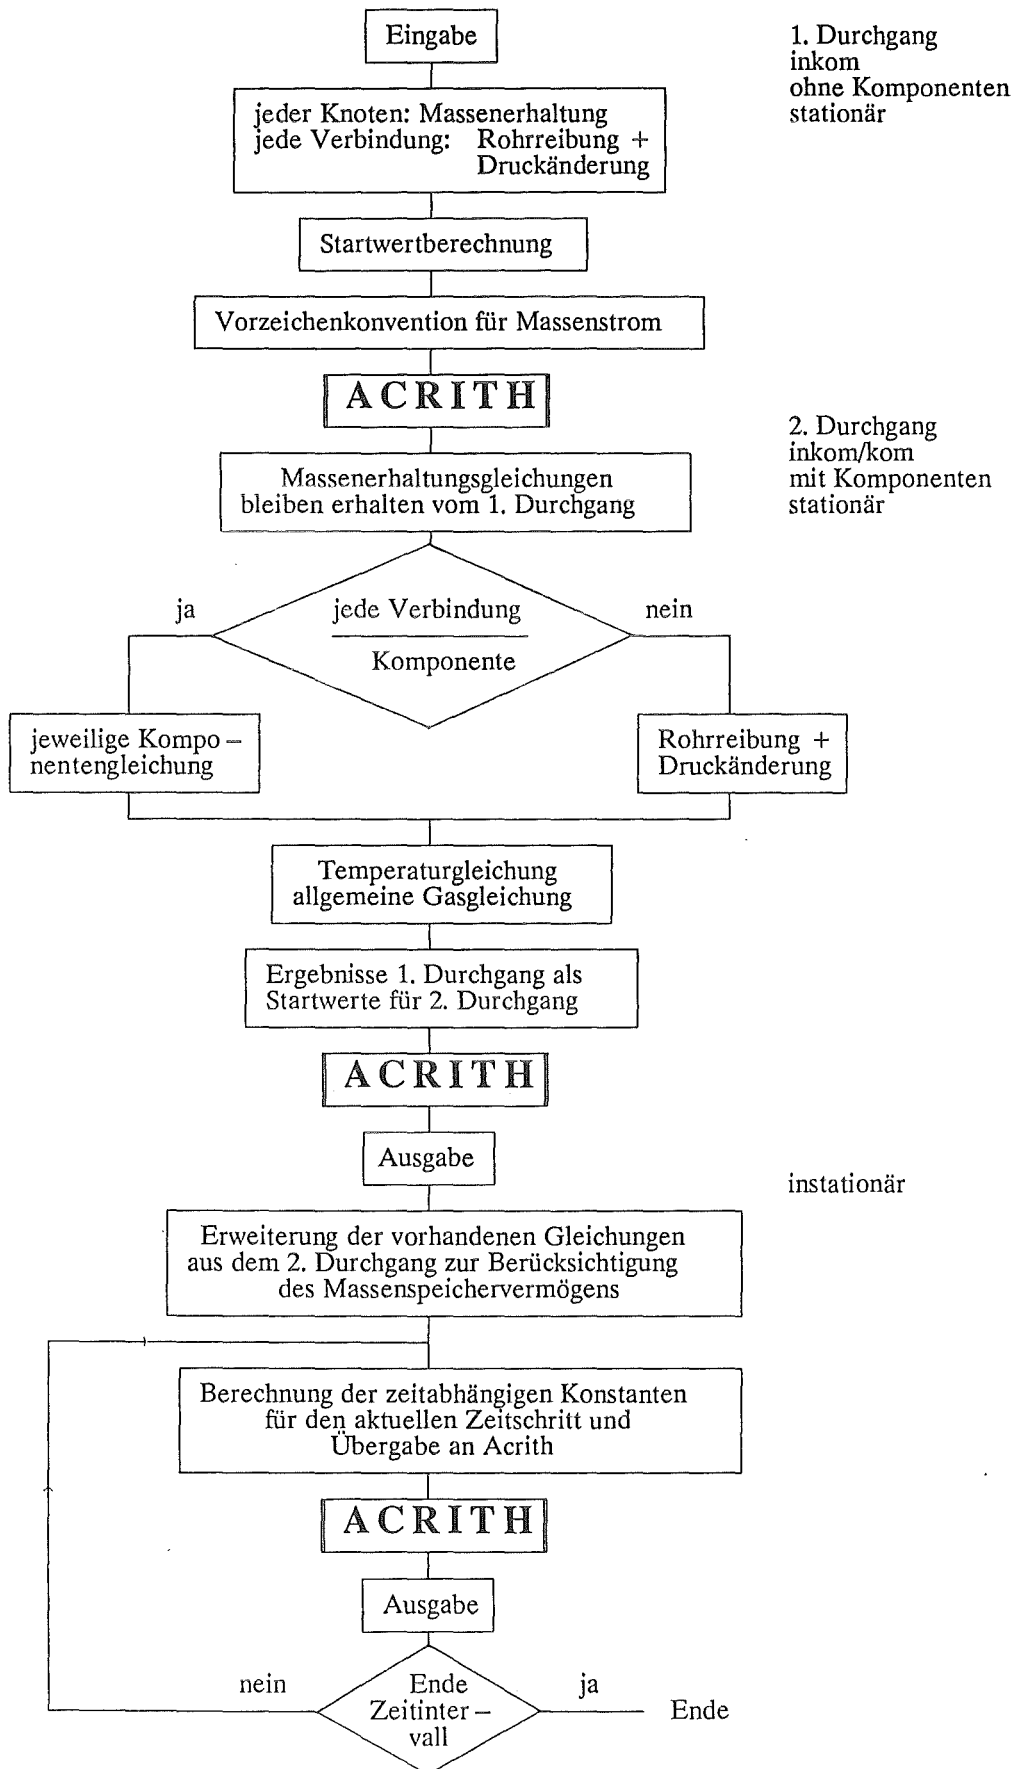 Eingabe
1. Durchgang
inkom
ohne Komponenten
stationär
jeder Knoten: Massenerhaltung
jede Verbindung: Rohrreibung +
Druckänderung
Startwertberechnung
Vorzeichenkonvention für Massenstrom
ACRITH
2. Durchgang
inkom/kom
mit Komponenten
stationär
Massenerhaltungsgleichungen
bleiben erhalten vom 1. Durchgang
ja
jede Verbindung
Komponente
nein
jeweilige Kompo –
nentengleichung
Rohrreibung +
Druckänderung
Temperaturgleichung
allgemeine Gasgleichung
Ergebnisse 1. Durchgang als
Startwerte für 2. Durchgang
ACRITH
Ausgabe
instationär
Erweiterung der vorhandenen Gleichungen
aus dem 2. Durchgang zur Berücksichtigung
des Massenspeichervermögens
Berechnung der zeitabhängigen Konstanten
für den aktuellen Zeitschritt und
Übergabe an Acrith
ACRITH
Ausgabe
nein
Ende
Zeitinter –
vall
ja
Ende